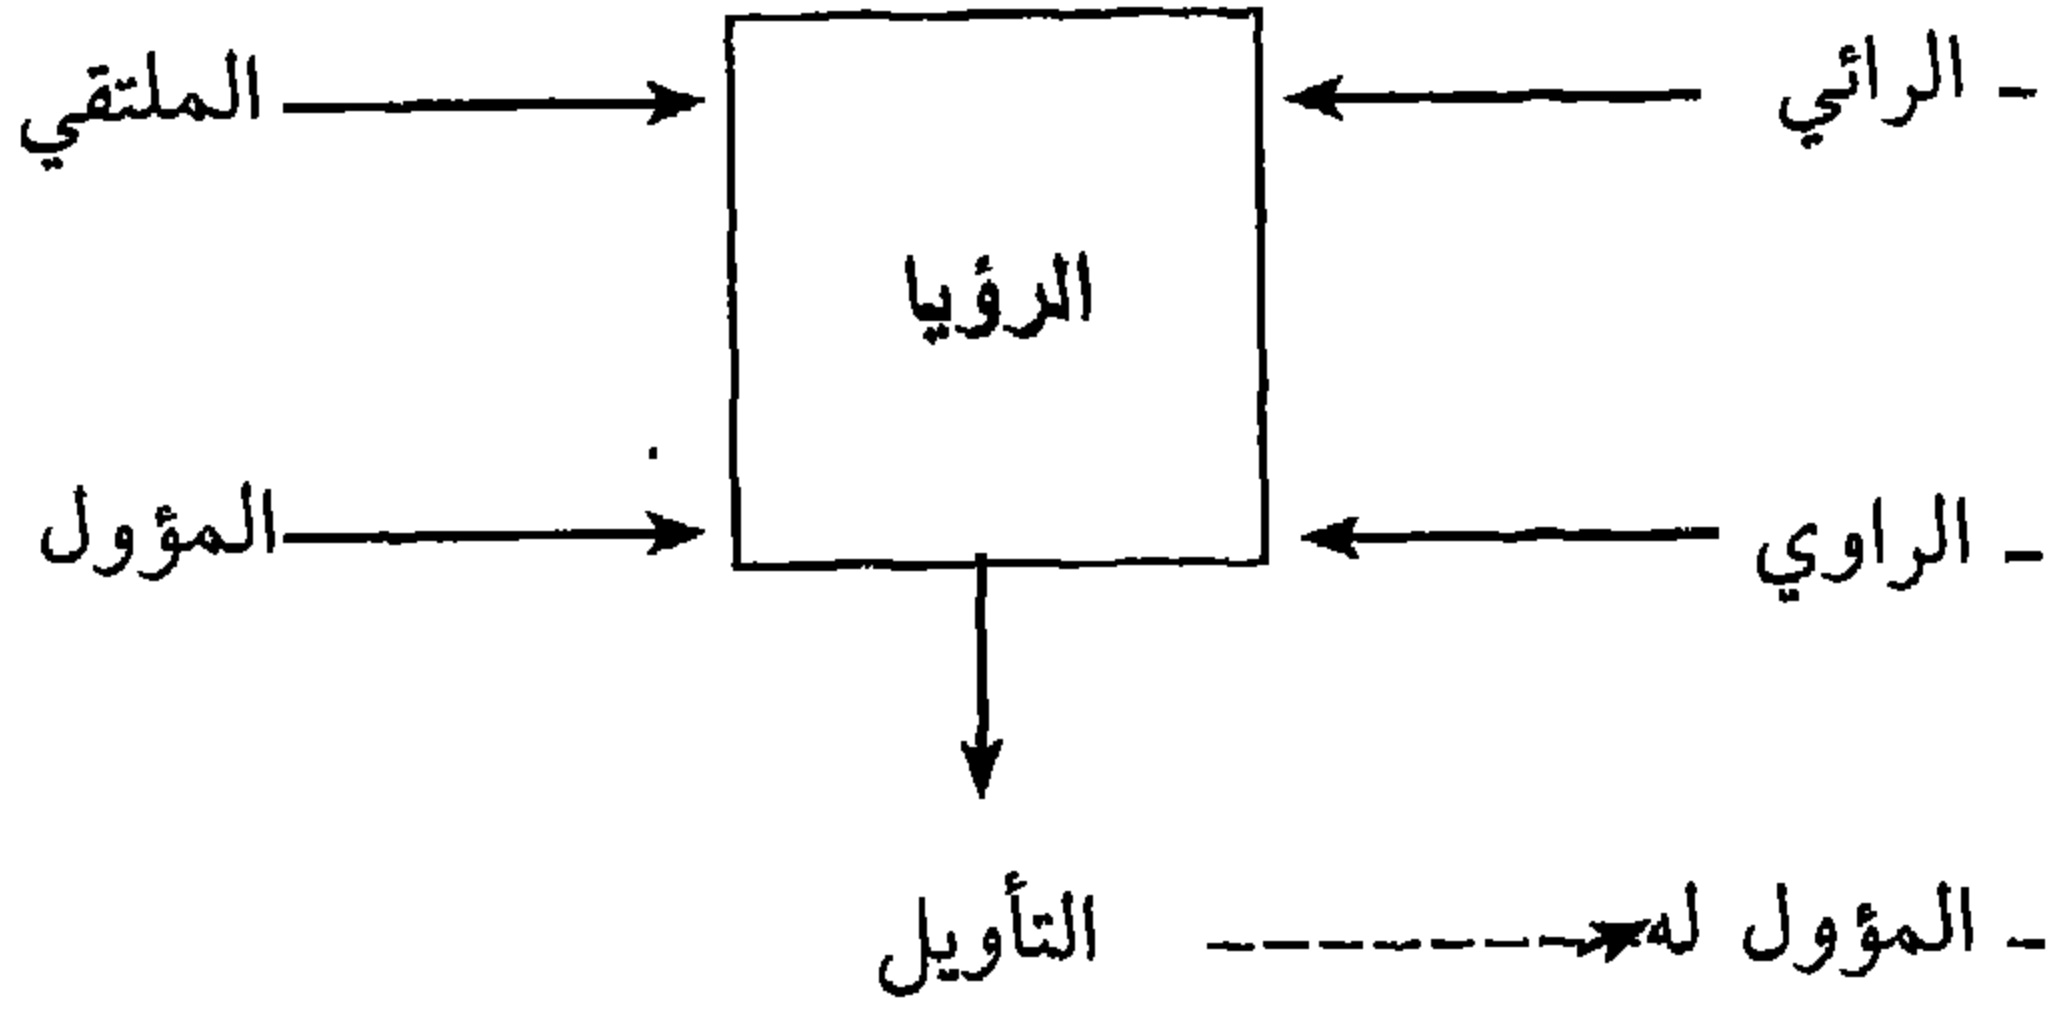 - الرائي
الملتقي
الرؤيا
- الراوي
المؤول
- المؤول له
التأويل